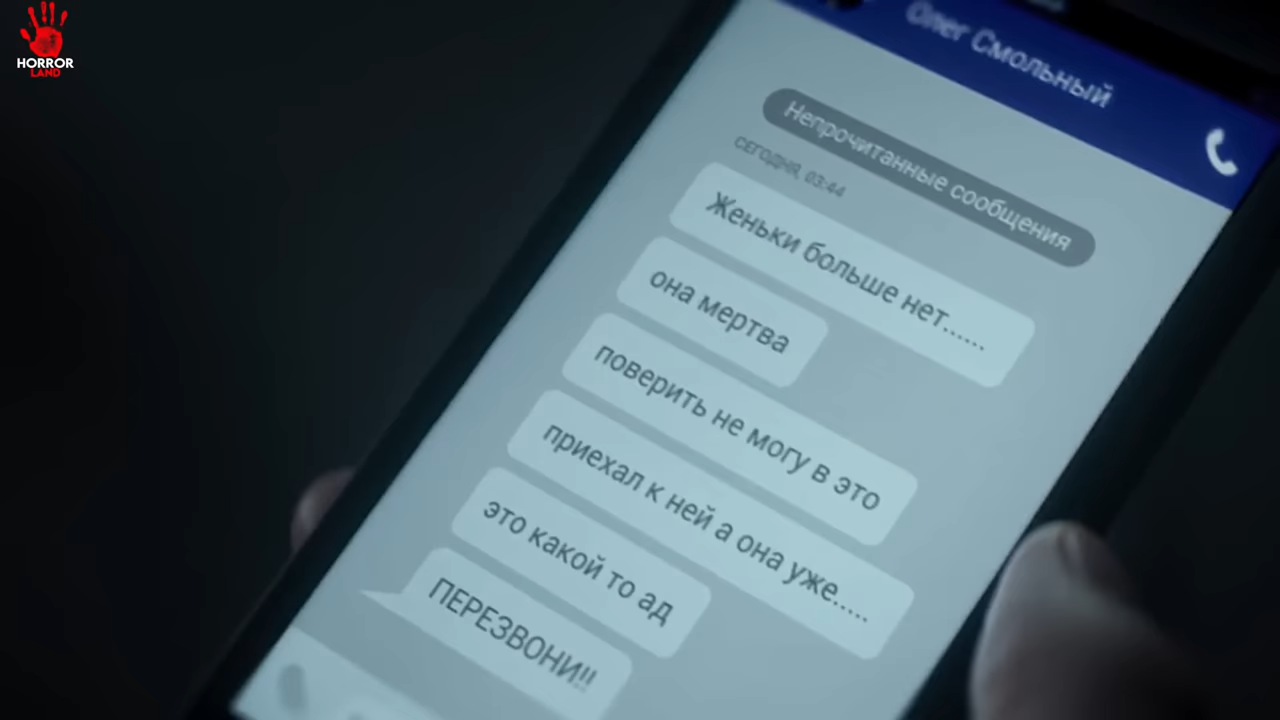 HORROR
LAND
Олег Смольный
Непрочитанные сообщения
СЕГОДНЯ, 03:44
Женьки больше нет......
она мертва
поверить не могу в это
приехал к ней а она уже.....
это какой то ад
ПЕРЕЗВОНИ!!